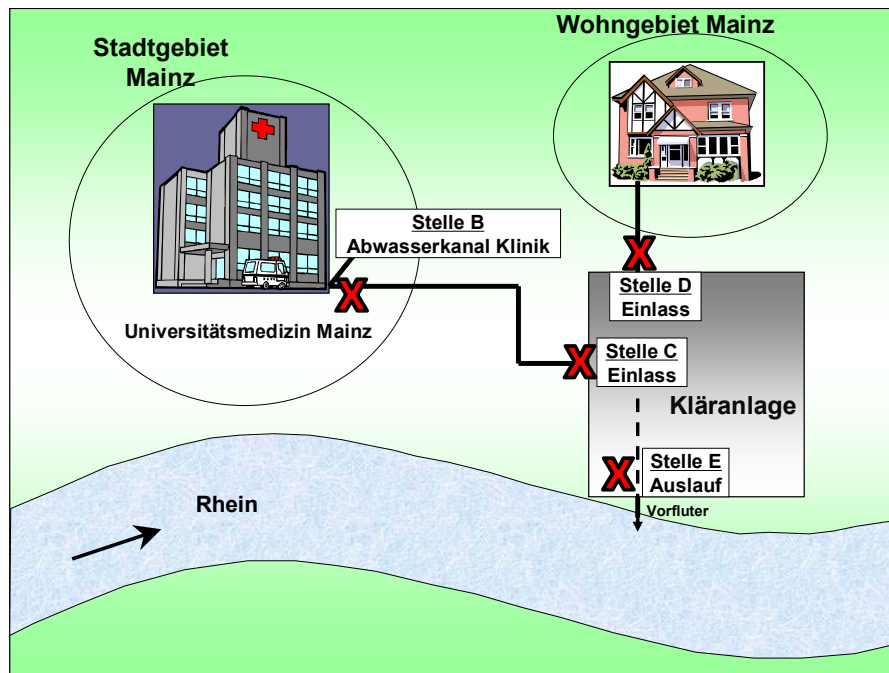 Stadtgebiet
Mainz
Wohngebiet Mainz
Stelle B
Abwasserkanal Klinik
X
X
Stelle D
Einlass
Universitätsmedizin Mainz
X
Stelle C
Einlass
Kläranlage
X
Stelle E
Auslauf
Rhein
Vorfluter